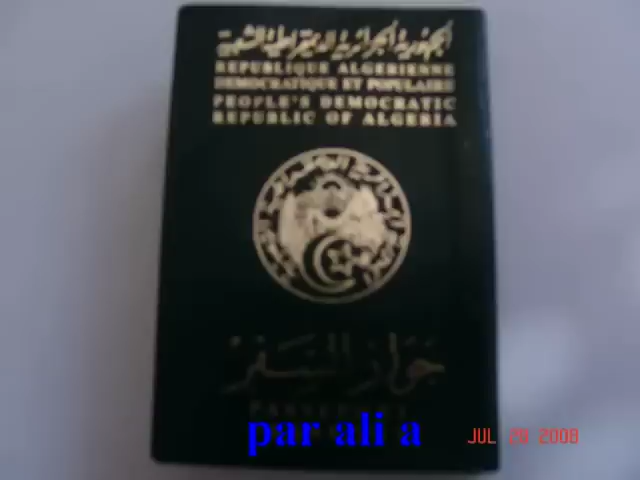 الجمهورية الجزائرية الديمقراطية الشعبية
REPUBLIQUE ALGERIENNE
DEMOCRATIQUE ET POPULAIRE
PEOPLE'S DEMOCRATIC
REPUBLIC OF ALGERIA
جواز السفر
par ali a
JUL 20 2008